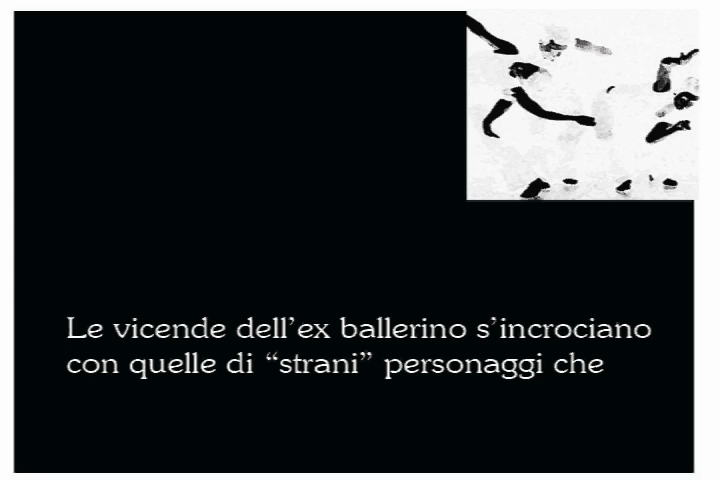 Le vicende dell’ex ballerino s’incrociano
con quelle di “strani” personaggi che